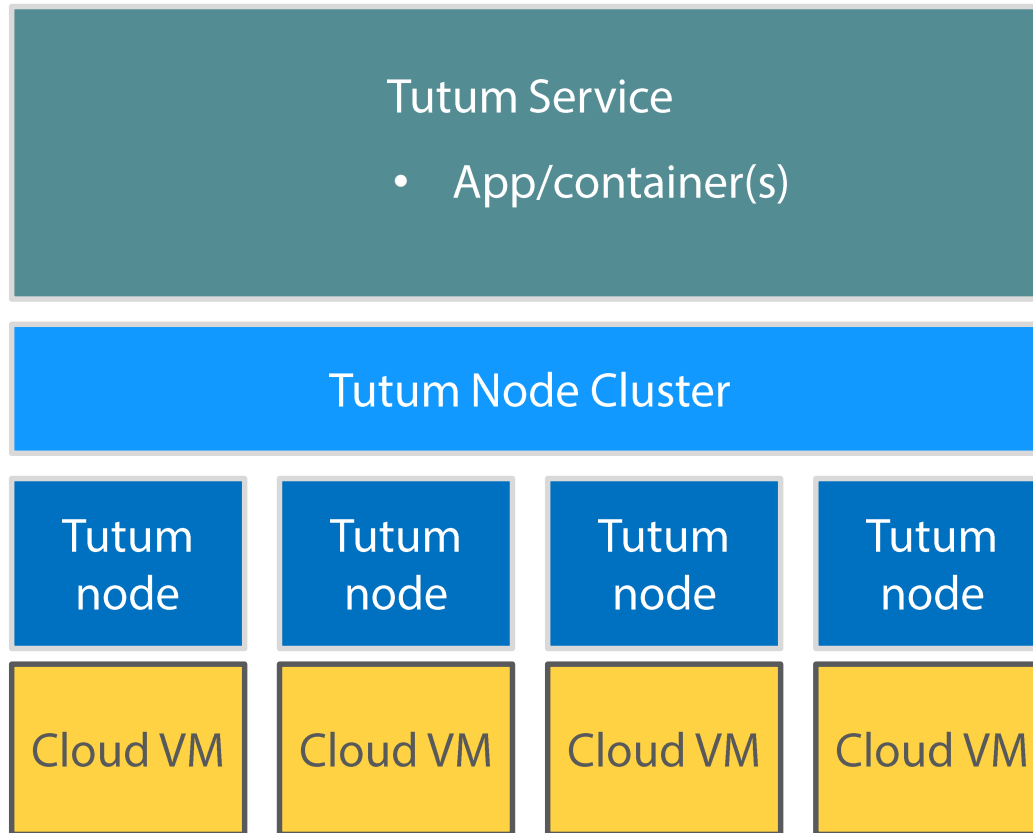 Tutum Service
• App/container(s)
Tutum Node Cluster
Tutum
node
Tutum
node
Tutum
node
Tutum
node
Cloud VM
Cloud VM
Cloud VM
Cloud VM